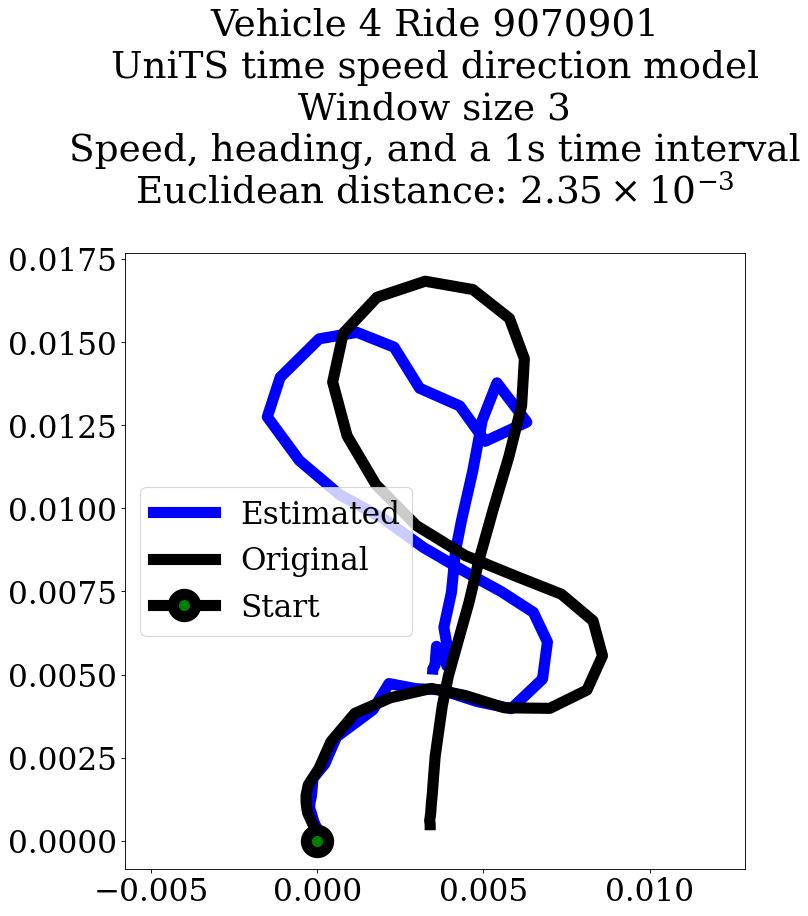 Vehicle 4 Ride 9070901
UniTS time speed direction model
Window size 3
Speed, heading, and a 1s time interval
Euclidean distance: 2.35 × 10⁻³
0.0175
0.0150
0.0125
0.0100
0.0075
0.0050
0.0025
0.0000
Estimated
Original
Start
−0.005 0.000 0.005 0.010